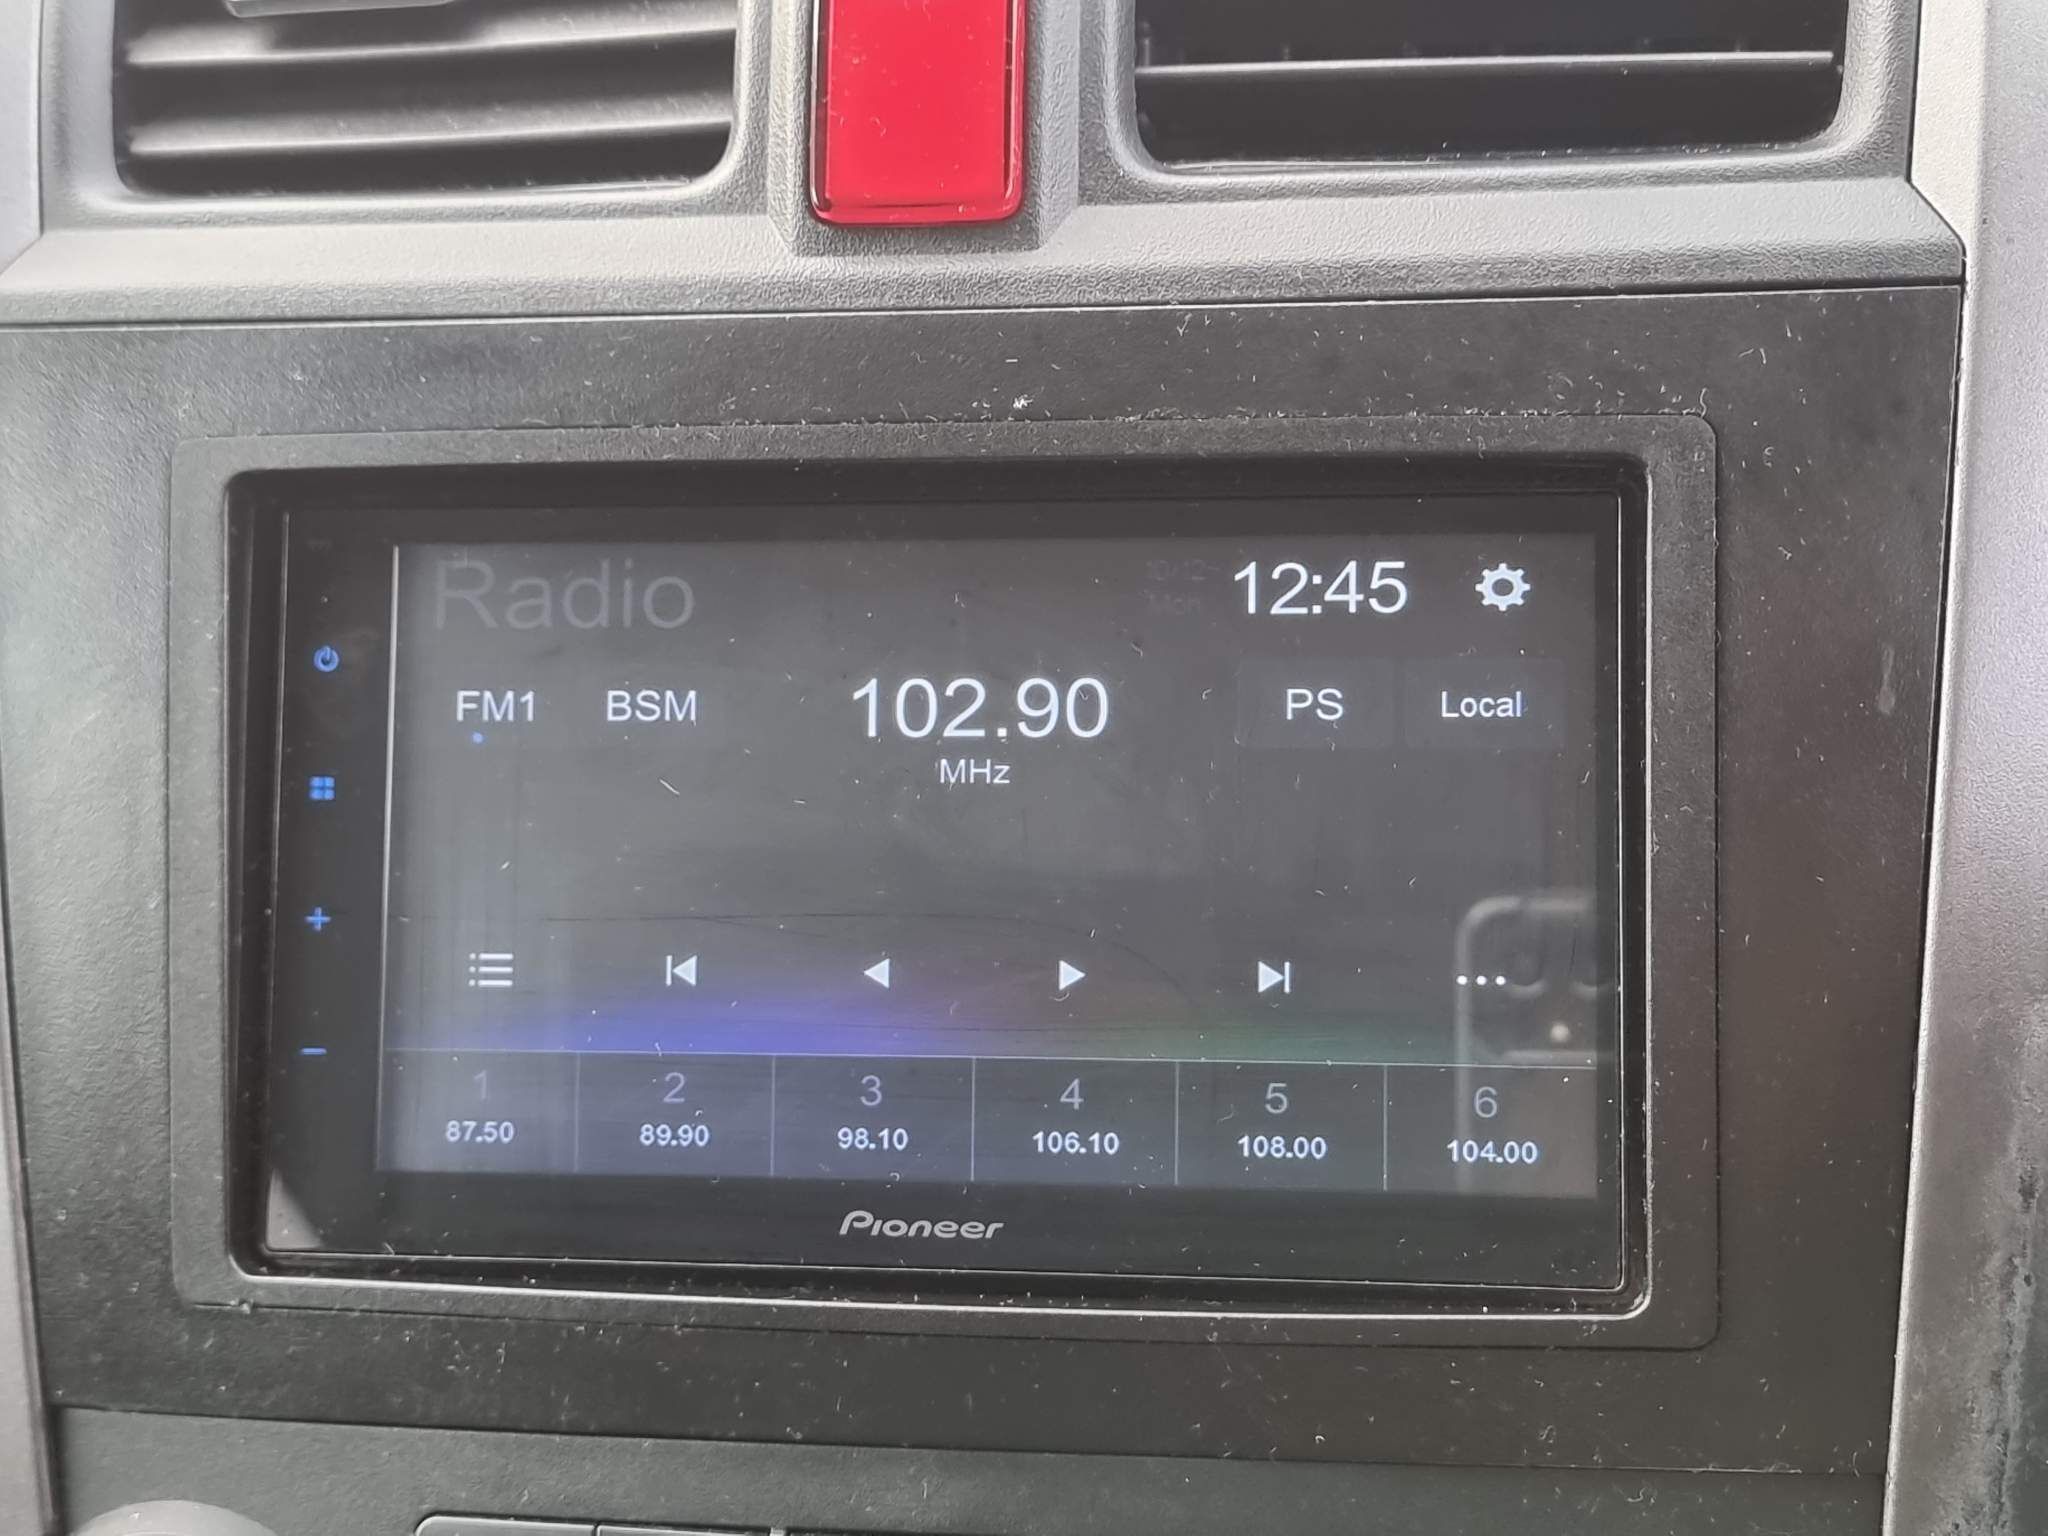 Radio 12:45
FM1 BSM 102.90 PS Local
MHz
1 2 3 4 5 6
87.50 89.90 98.10 106.10 108.00 104.00
Pioneer